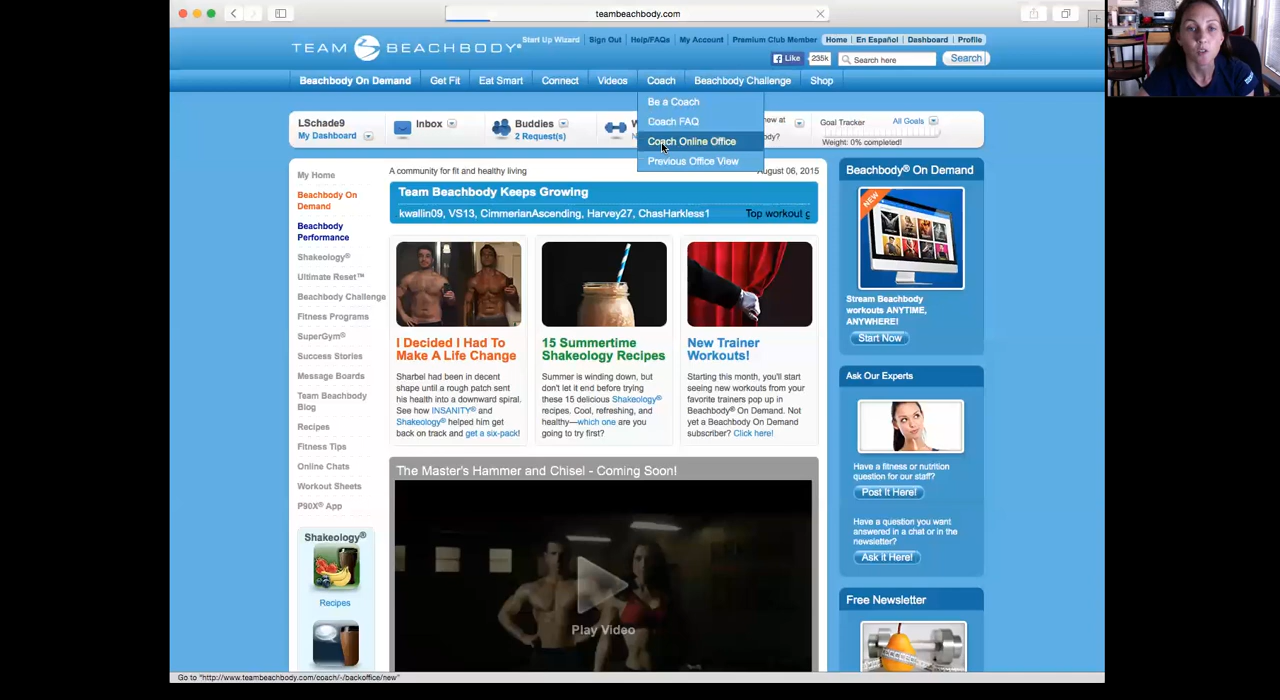 teambeachbody.com
TEAM BEACHBODY®
Start Up Wizard Sign Out Help/FAQs My Account Premium Club Member Home En Español Dashboard Profile
Like 235k Search here Search
Beachbody On Demand Get Fit Eat Smart Connect Videos Coach Beachbody Challenge Shop
Be a Coach
Coach FAQ
Coach Online Office
Previous Office View
LSchade9
My Dashboard
Inbox
Buddies
2 Request(s)
Goal Tracker All Goals
Weight: 0% completed!
My Home
Beachbody On
Demand
Beachbody
Performance
Shakeology®
Ultimate Reset™
Beachbody Challenge
Fitness Programs
SuperGym®
Success Stories
Message Boards
Team Beachbody
Blog
Recipes
Fitness Tips
Online Chats
Workout Sheets
P90X® App
Shakeology®
Recipes
A community for fit and healthy living August 06, 2015
Team Beachbody Keeps Growing
kwallin09, VS13, CimmerianAscending, Harvey27, ChasHarkless1 Top workout g
I Decided I Had To
Make A Life Change
Sharbel had been in decent
shape until a rough patch sent
his health into a downward spiral.
See how INSANITY® and
Shakeology® helped him get
back on track and get a six-pack!
15 Summertime
Shakeology Recipes
Summer is winding down, but
don't let it end before trying
these 15 delicious Shakeology®
recipes. Cool, refreshing, and
healthy—which one are you
going to try first?
New Trainer
Workouts!
Starting this month, you'll start
seeing new workouts from your
favorite trainers pop up in
Beachbody® On Demand. Not
yet a Beachbody On Demand
subscriber? Click here!
The Master's Hammer and Chisel - Coming Soon!
Play Video
Beachbody® On Demand
NEW
Stream Beachbody
workouts ANYTIME,
ANYWHERE!
Start Now
Ask Our Experts
Have a fitness or nutrition
question for our staff?
Post It Here!
Have a question you want
answered in a chat or in the
newsletter?
Ask it Here!
Free Newsletter
Go to "http://www.teambeachbody.com/coach/-/backoffice/new"